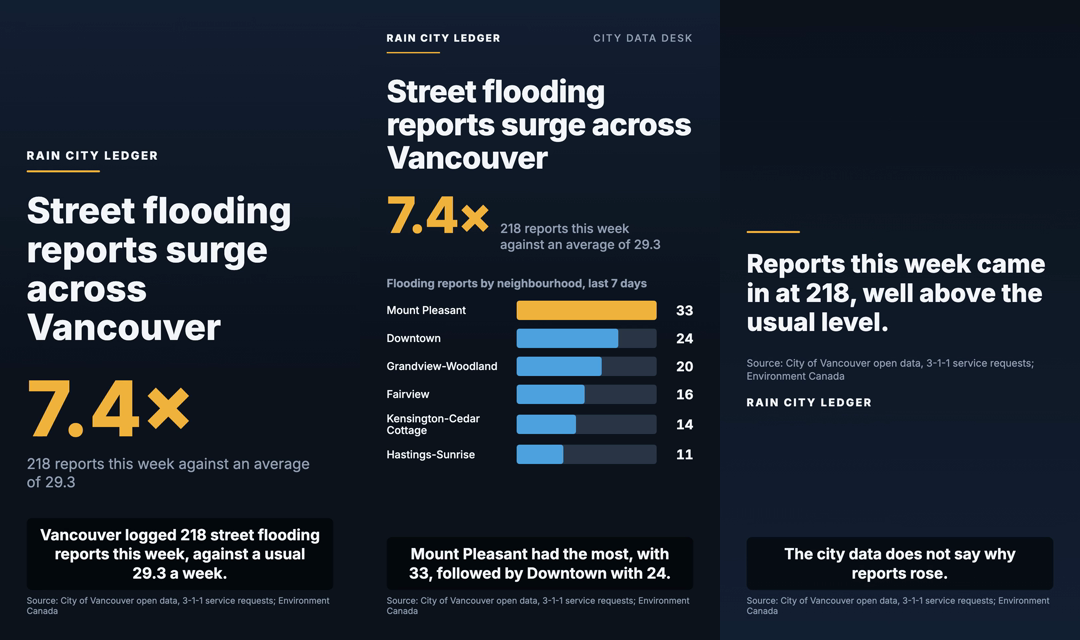 RAIN CITY LEDGER
Street flooding
reports surge
across
Vancouver
7.4×
218 reports this week against an average
of 29.3
Vancouver logged 218 street flooding
reports this week, against a usual
29.3 a week.
Source: City of Vancouver open data, 3-1-1 service requests; Environment
Canada
RAIN CITY LEDGER
CITY DATA DESK
Street flooding
reports surge across
Vancouver
7.4×
218 reports this week
against an average of 29.3
Flooding reports by neighbourhood, last 7 days
Mount Pleasant 33
Downtown 24
Grandview-Woodland 20
Fairview 16
Kensington-Cedar
Cottage 14
Hastings-Sunrise 11
Mount Pleasant had the most, with
33, followed by Downtown with 24.
Source: City of Vancouver open data, 3-1-1 service requests; Environment
Canada
Reports this week came
in at 218, well above the
usual level.
Source: City of Vancouver open data, 3-1-1 service requests;
Environment Canada
RAIN CITY LEDGER
The city data does not say why
reports rose.
Source: City of Vancouver open data, 3-1-1 service requests; Environment
Canada